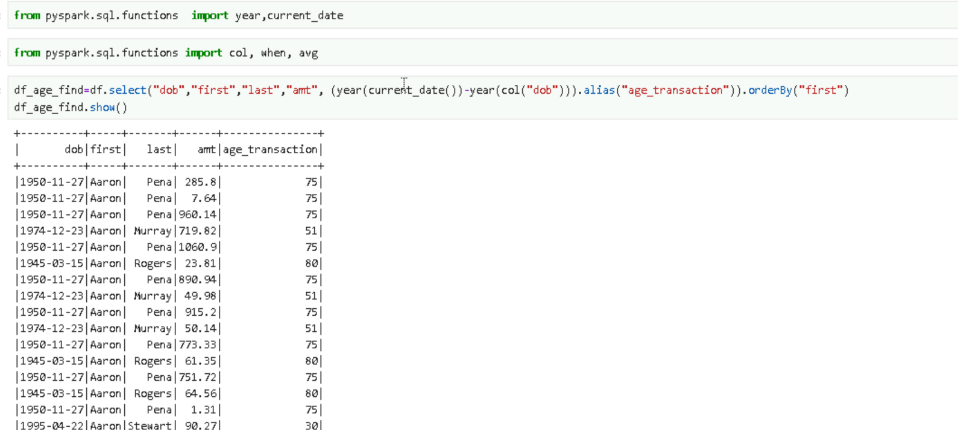 from pyspark.sql.functions  import year,current_date
from pyspark.sql.functions import col, when, avg
df_age_find=df.select("dob","first","last","amt", (year(current_date())-year(col("dob"))).alias("age_transaction")).orderBy("first")
df_age_find.show()
+----------+-----+-------+------+---------------+
|       dob|first|   last|   amt|age_transaction|
+----------+-----+-------+------+---------------+
|1950-11-27|Aaron|   Pena| 285.8|             75|
|1950-11-27|Aaron|   Pena|  7.64|             75|
|1950-11-27|Aaron|   Pena|960.14|             75|
|1974-12-23|Aaron| Murray|719.82|             51|
|1950-11-27|Aaron|   Pena|1060.9|             75|
|1945-03-15|Aaron| Rogers| 23.81|             80|
|1950-11-27|Aaron|   Pena|890.94|             75|
|1974-12-23|Aaron| Murray| 49.98|             51|
|1950-11-27|Aaron|   Pena| 915.2|             75|
|1974-12-23|Aaron| Murray| 50.14|             51|
|1950-11-27|Aaron|   Pena|773.33|             75|
|1945-03-15|Aaron| Rogers| 61.35|             80|
|1950-11-27|Aaron|   Pena|751.72|             75|
|1945-03-15|Aaron| Rogers| 64.56|             80|
|1950-11-27|Aaron|   Pena|  1.31|             75|
|1995-04-22|Aaron|Stewart| 90.27|             30|